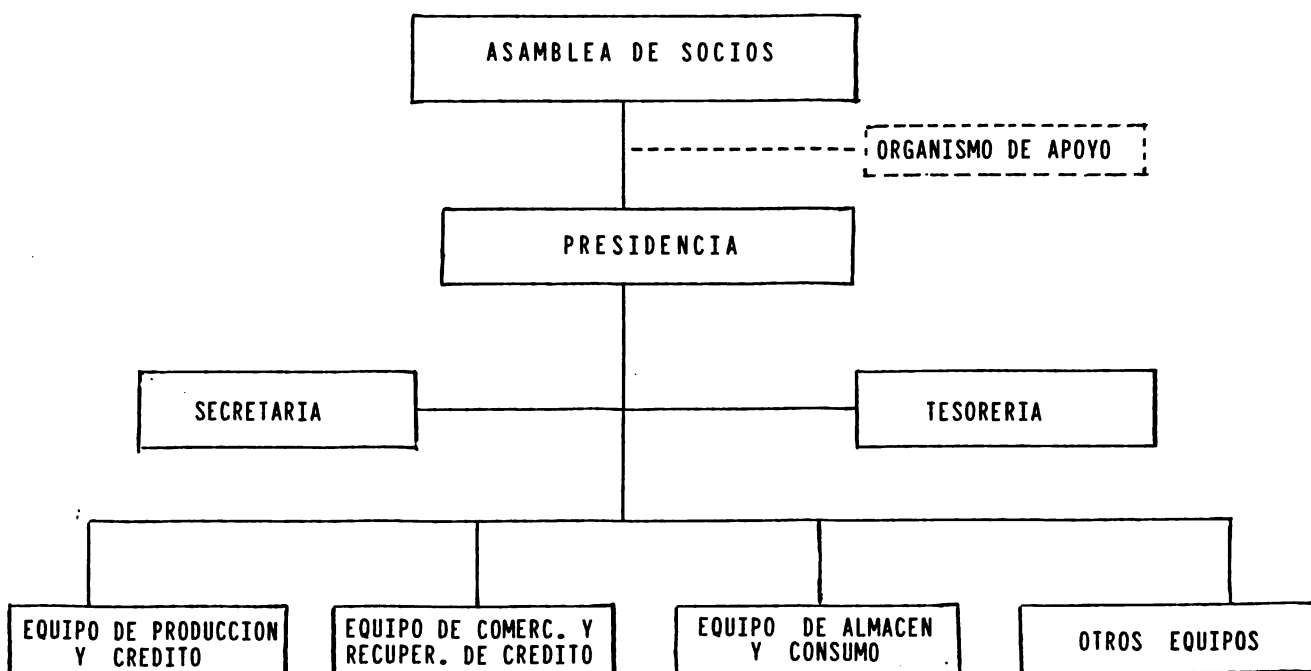 ASAMBLEA DE SOCIOS
ORGANISMO DE APOYO
PRESIDENCIA
SECRETARIA
TESORERIA
EQUIPO DE PRODUCCION
Y CREDITO
EQUIPO DE COMERC. Y
RECUPER. DE CREDITO
EQUIPO DE ALMACEN
Y CONSUMO
OTROS EQUIPOS